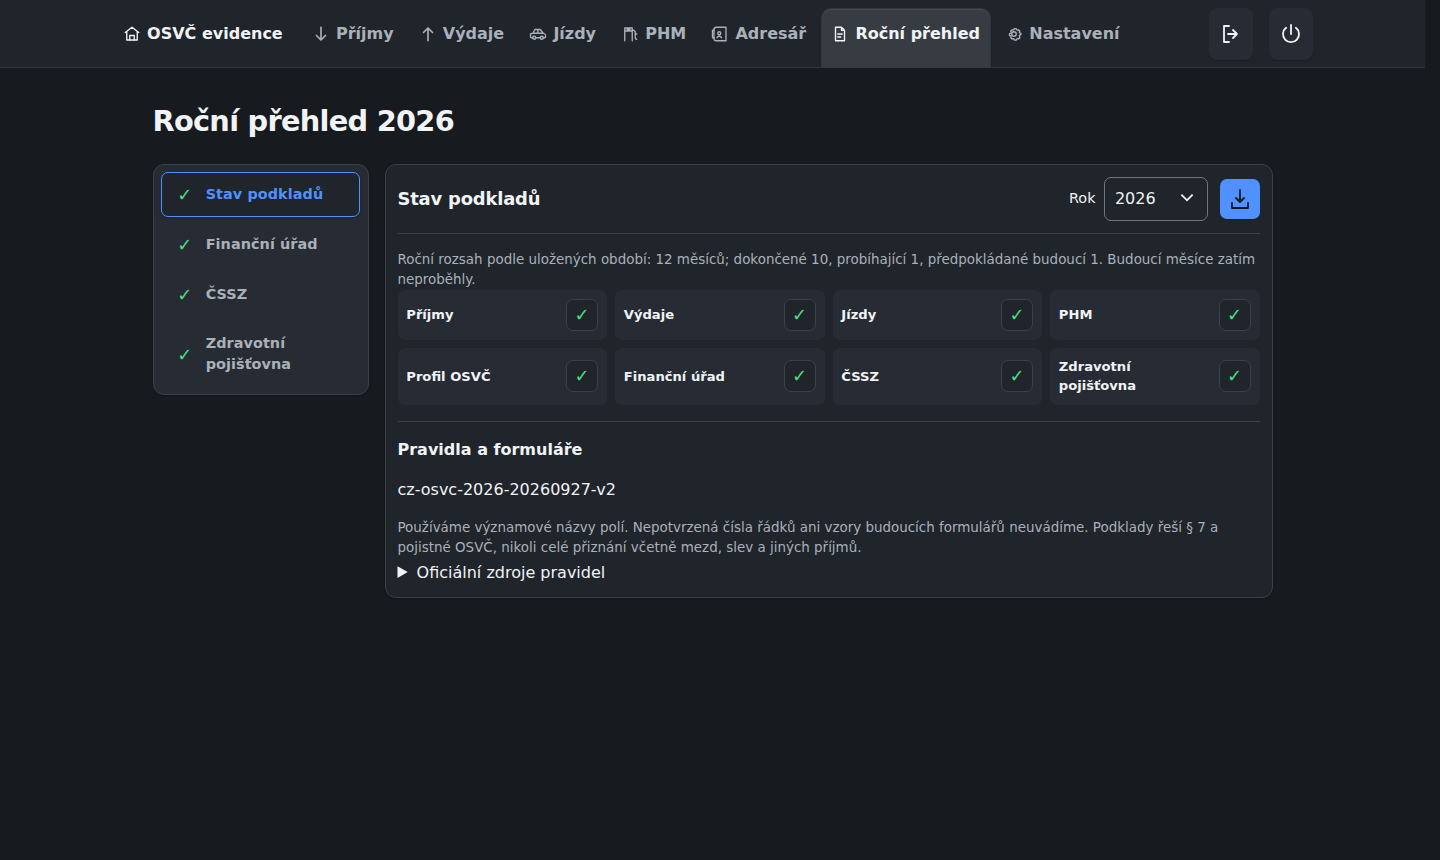 OSVČ evidence Příjmy Výdaje Jízdy PHM Adresář Roční přehled Nastavení
Roční přehled 2026
Stav podkladů
Finanční úřad
ČSSZ
Zdravotní
pojišťovna
Stav podkladů Rok 2026
Roční rozsah podle uložených období: 12 měsíců; dokončené 10, probíhající 1, předpokládané budoucí 1. Budoucí měsíce zatím
neproběhly.
Příjmy ✓ Výdaje ✓ Jízdy ✓ PHM ✓
Profil OSVČ ✓ Finanční úřad ✓ ČSSZ ✓ Zdravotní
pojišťovna ✓
Pravidla a formuláře
cz-osvc-2026-20260927-v2
Používáme významové názvy polí. Nepotvrzená čísla řádků ani vzory budoucích formulářů neuvádíme. Podklady řeší § 7 a
pojistné OSVČ, nikoli celé přiznání včetně mezd, slev a jiných příjmů.
Oficiální zdroje pravidel